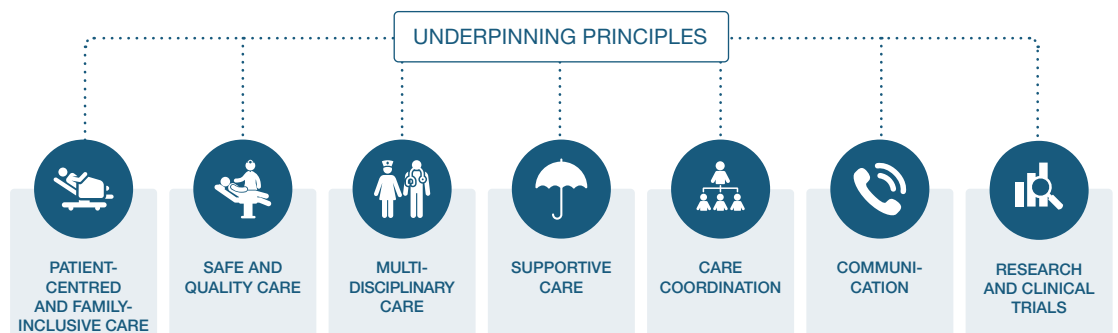 UNDERPINNING PRINCIPLES
PATIENT-
CENTRED
AND FAMILY-
INCLUSIVE CARE
SAFE AND
QUALITY CARE
MULTI-
DISCIPLINARY
CARE
SUPPORTIVE
CARE
CARE
COORDINATION
COMMUNI-
CATION
RESEARCH
AND CLINICAL
TRIALS